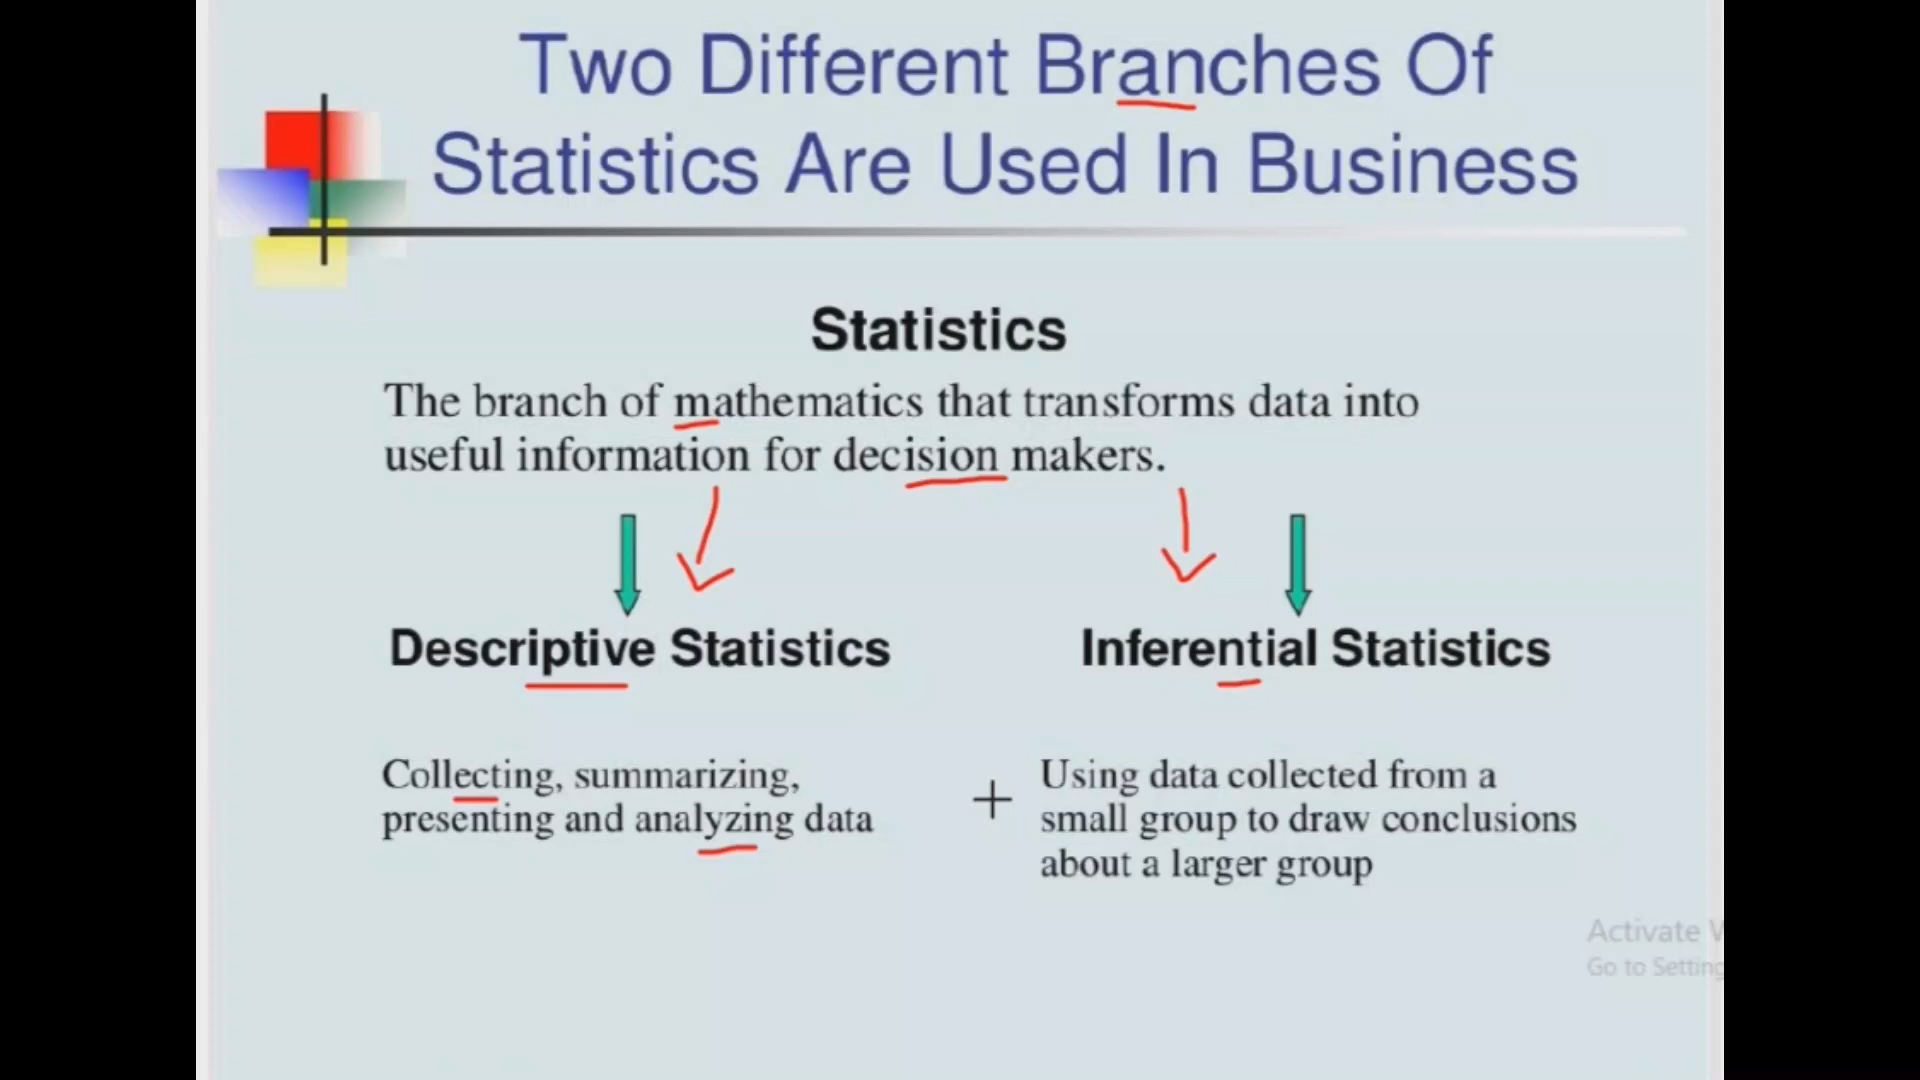 Two Different Branches Of
Statistics Are Used In Business
Statistics
The branch of mathematics that transforms data into
useful information for decision makers.
Descriptive Statistics
Inferential Statistics
Collecting, summarizing,
presenting and analyzing data
+
Using data collected from a
small group to draw conclusions
about a larger group
Activate
Go to Setting